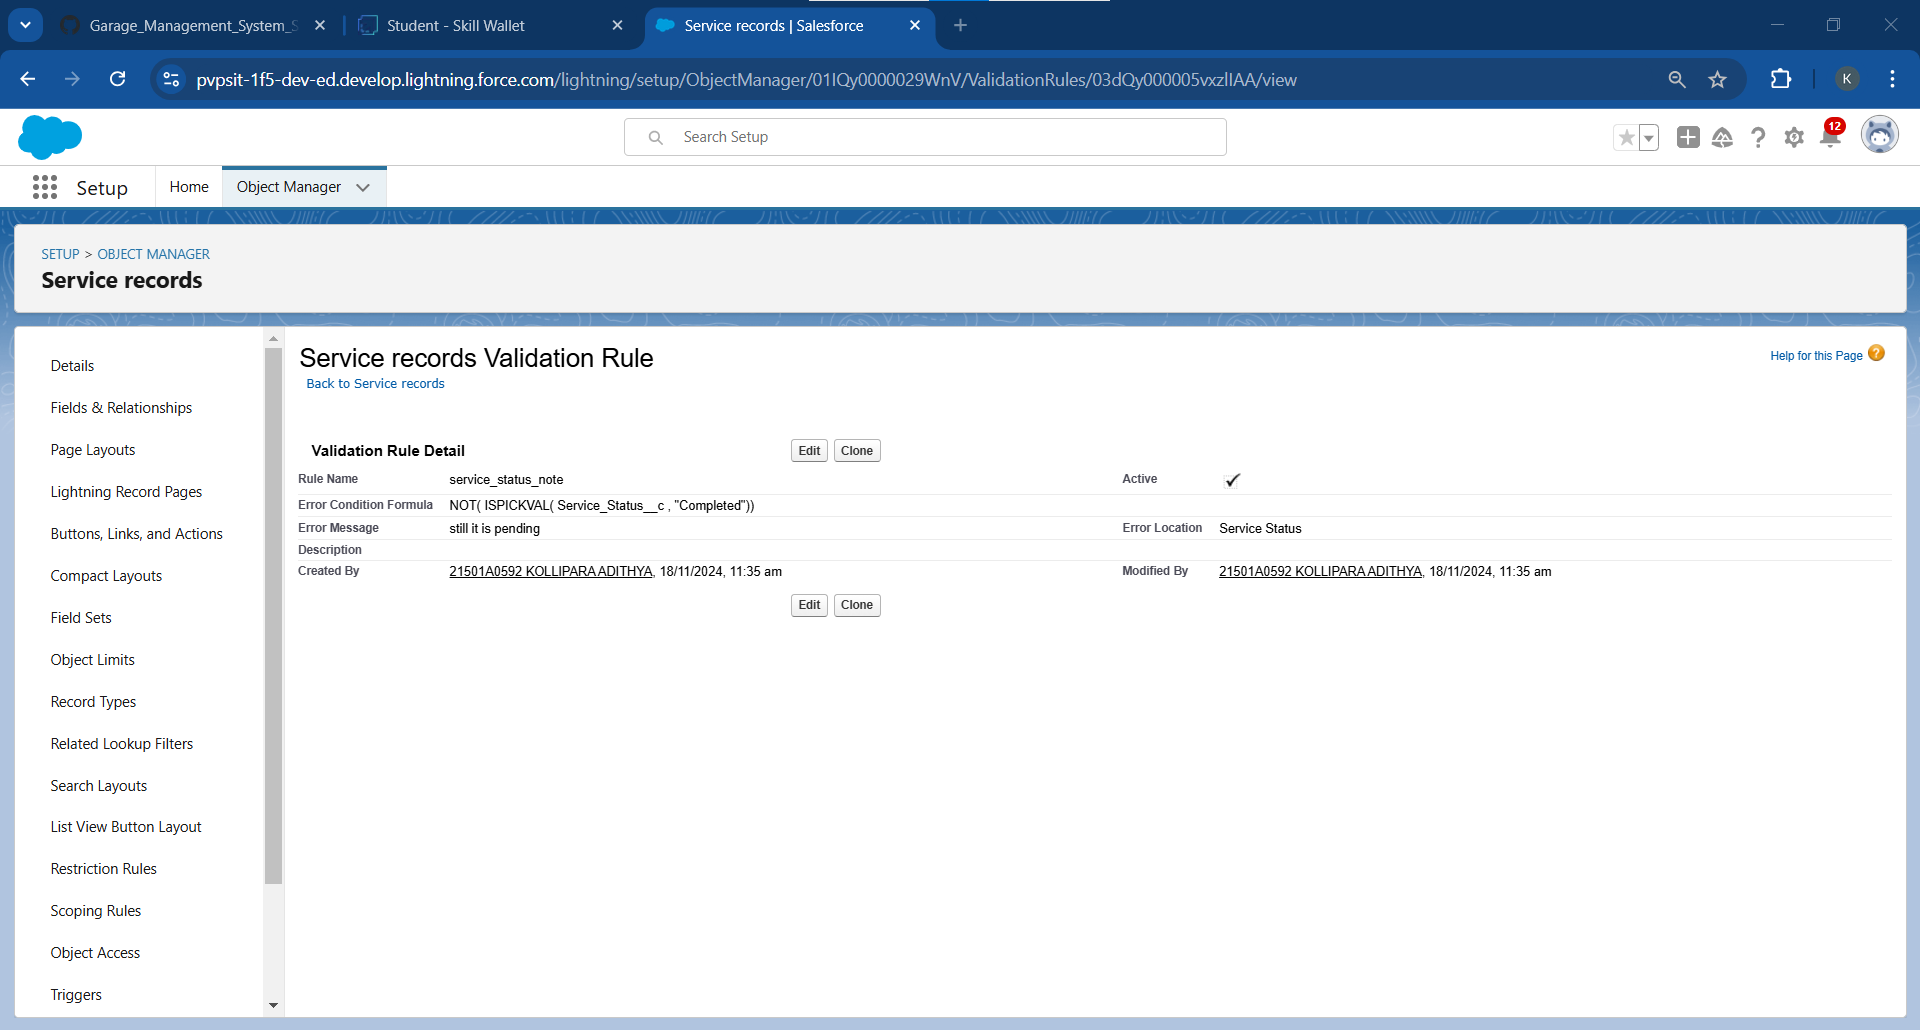 Garage_Management_System_S
Student - Skill Wallet
Service records | Salesforce
pvpsit-1f5-dev-ed.develop.lightning.force.com/lightning/setup/ObjectManager/01IQy0000029WnV/ValidationRules/03dQy000005vxzlIAA/view
K
Search Setup
12
Setup
Home
Object Manager
SETUP > OBJECT MANAGER
Service records
Details
Fields & Relationships
Page Layouts
Lightning Record Pages
Buttons, Links, and Actions
Compact Layouts
Field Sets
Object Limits
Record Types
Related Lookup Filters
Search Layouts
List View Button Layout
Restriction Rules
Scoping Rules
Object Access
Triggers
Service records Validation Rule
Help for this Page ?
Back to Service records
Validation Rule Detail
Edit Clone
Rule Name service_status_note Active
Error Condition Formula NOT( ISPICKVAL( Service_Status__c , "Completed"))
Error Message still it is pending Error Location Service Status
Description
Created By 21501A0592 KOLLIPARA ADITHYA, 18/11/2024, 11:35 am Modified By 21501A0592 KOLLIPARA ADITHYA, 18/11/2024, 11:35 am
Edit Clone